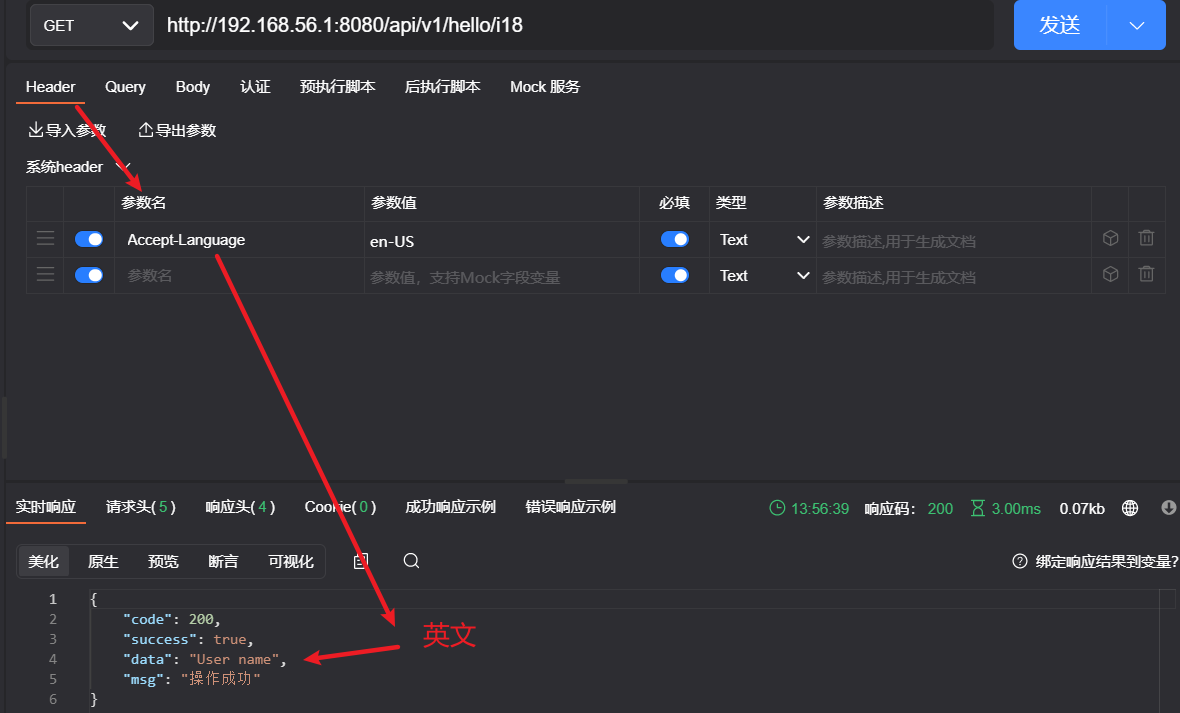 GET http://192.168.56.1:8080/api/v1/hello/i18 发送
Header Query Body 认证 预执行脚本 后执行脚本 Mock 服务
导入参数 导出参数
系统header
参数名 参数值 必填 类型 参数描述
Accept-Language en-US Text 参数描述,用于生成文档
参数名 参数值，支持Mock字段变量 Text 参数描述,用于生成文档
实时响应 请求头(5) 响应头(4) Cookie(0) 成功响应示例 错误响应示例 13:56:39 响应码： 200 3.00ms 0.07kb
美化 原生 预览 断言 可视化 绑定响应结果到变量?
1 {
2 "code": 200,
3 "success": true,
英文
4 "data": "User name",
5 "msg": "操作成功"
6 }